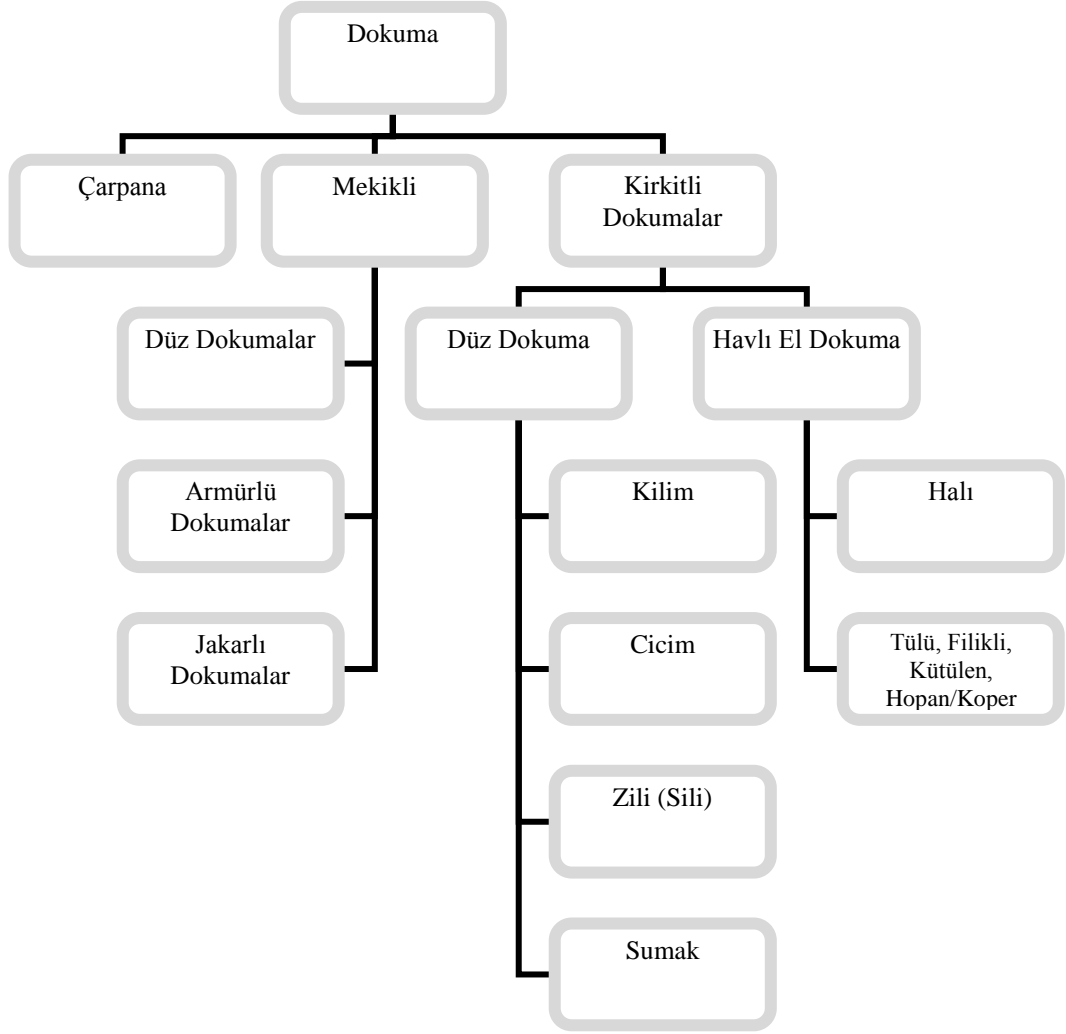 Dokuma
Çarpana
Mekikli
Kirkitli
Dokumalar
Düz Dokumalar
Düz Dokuma
Havlı El Dokuma
Armürlü
Dokumalar
Kilim
Halı
Jakarlı
Dokumalar
Cicim
Tülü, Filikli,
Kütülen,
Hopan/Koper
Zili (Sili)
Sumak